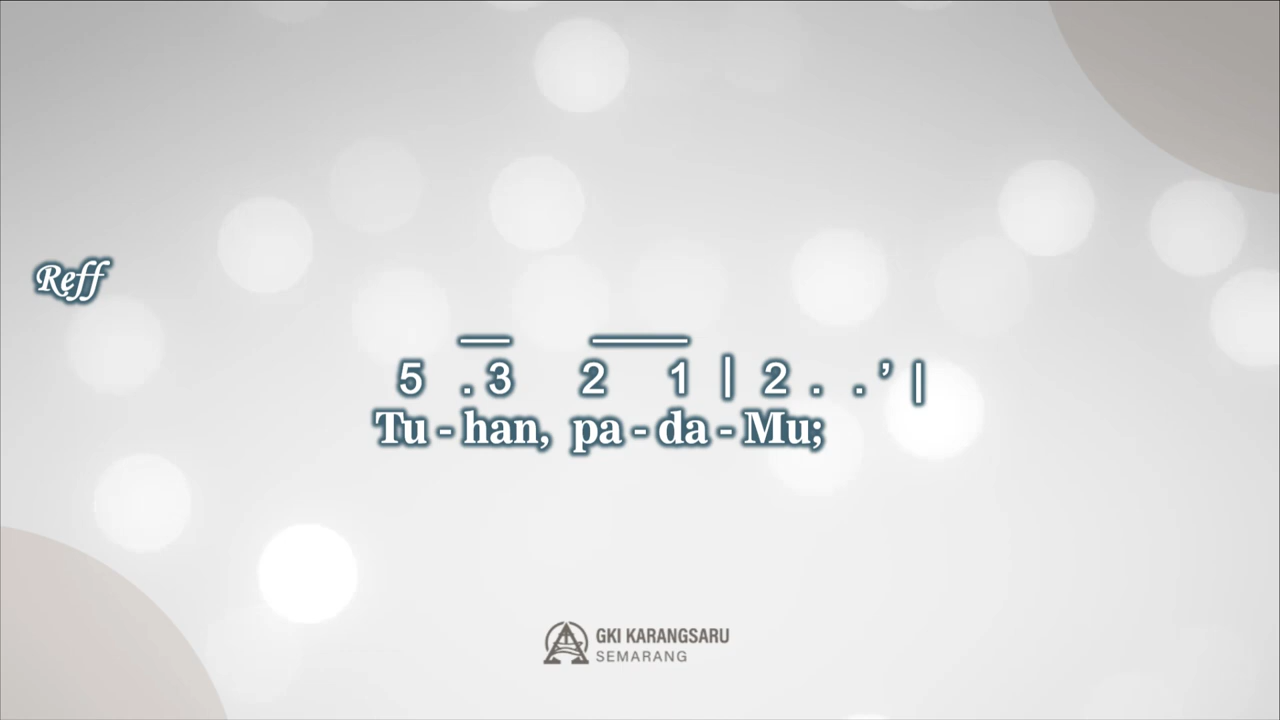 Reff
5 . 3 2 1 | 2 . . ’ |
Tu - han, pa - da - Mu;
GKI KARANGSARU
SEMARANG